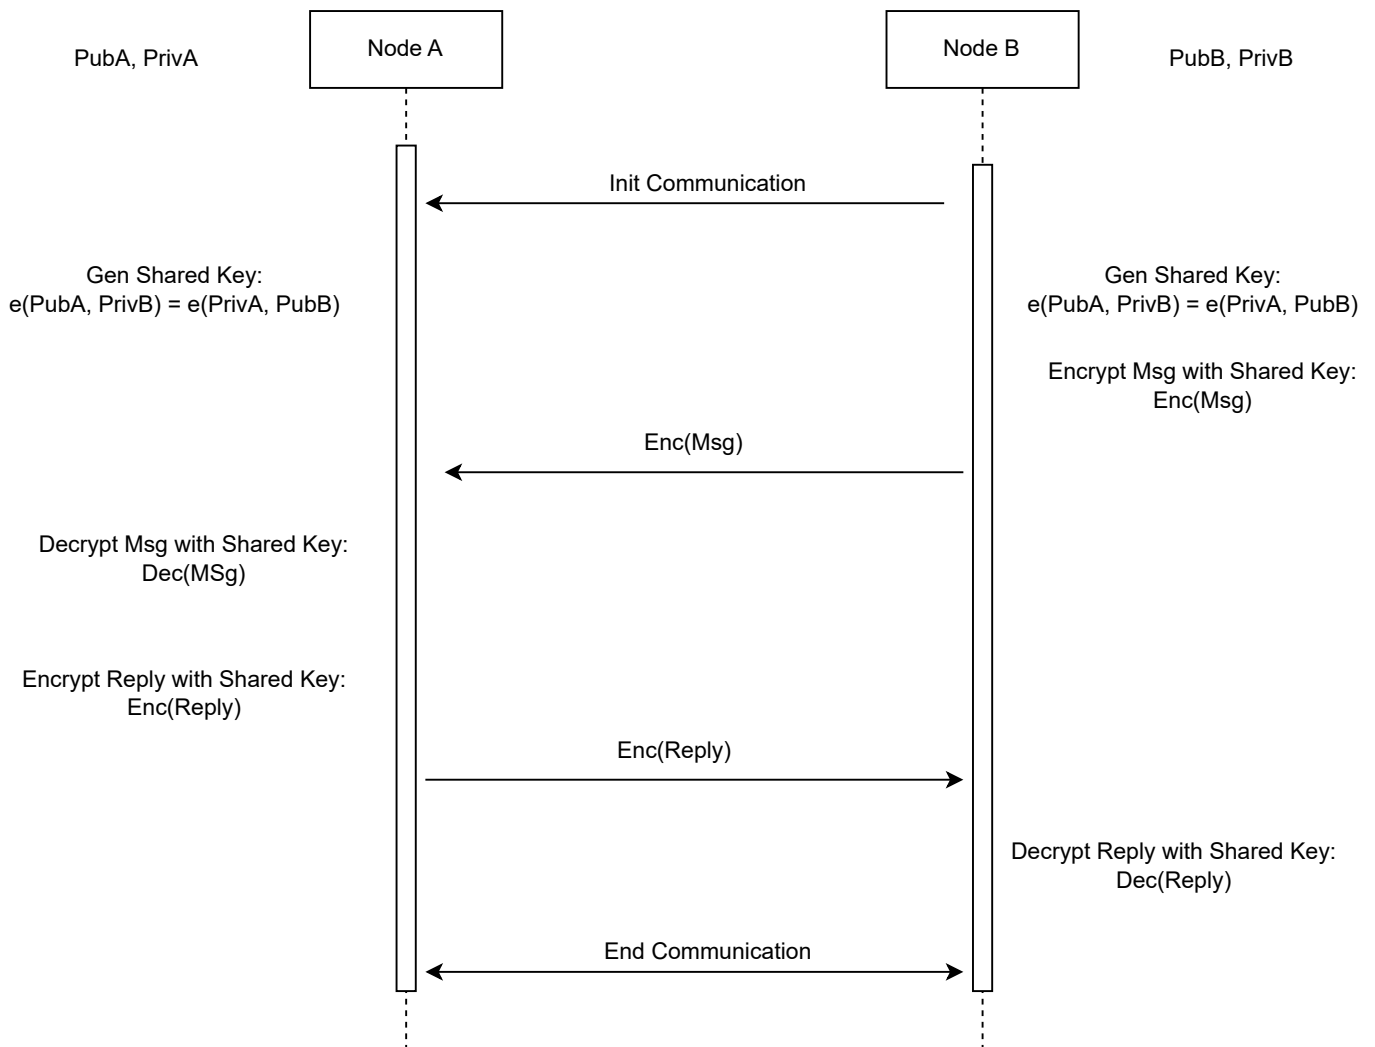 PubA, PrivA
Node A
Node B
PubB, PrivB
Init Communication
Gen Shared Key:
e(PubA, PrivB) = e(PrivA, PubB)
Gen Shared Key:
e(PubA, PrivB) = e(PrivA, PubB)
Encrypt Msg with Shared Key:
Enc(Msg)
Enc(Msg)
Decrypt Msg with Shared Key:
Dec(MSg)
Encrypt Reply with Shared Key:
Enc(Reply)
Enc(Reply)
Decrypt Reply with Shared Key:
Dec(Reply)
End Communication